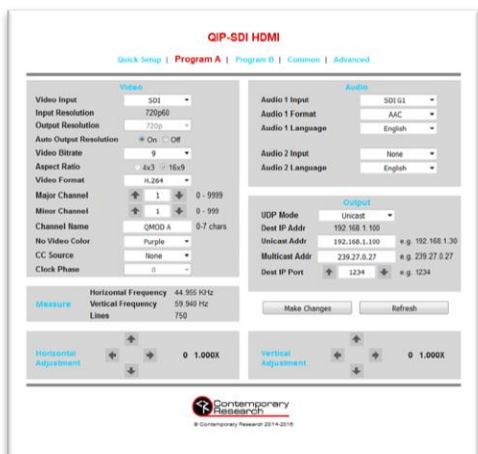 QIP-SDI HDMI
Quick Setup | Program A | Program B | Common | Advanced
Video
Video Input SDI
Input Resolution 720p60
Output Resolution 720p
Auto Output Resolution On Off
Video Bitrate 9
Aspect Ratio 4x3 16x9
Video Format H.264
Major Channel 1 0 - 9999
Minor Channel 1 0 - 999
Channel Name QMOD A 0-7 chars
No Video Color Purple
CC Source None
Clock Phase 0
Measure
Horizontal Frequency 44.955 KHz
Vertical Frequency 59.940 Hz
Lines 750
Horizontal Adjustment 0 1.000X
Audio
Audio 1 Input SDI G1
Audio 1 Format AAC
Audio 1 Language English
Audio 2 Input None
Audio 2 Language English
Output
UDP Mode Unicast
Dest IP Addr 192.168.1.100
Unicast Addr 192.168.1.100 e.g. 192.168.1.30
Multicast Addr 239.27.0.27 e.g. 239.27.0.27
Dest IP Port 1234 e.g. 1234
Make Changes Refresh
Vertical Adjustment 0 1.000X
Contemporary Research
© Contemporary Research 2014-2016